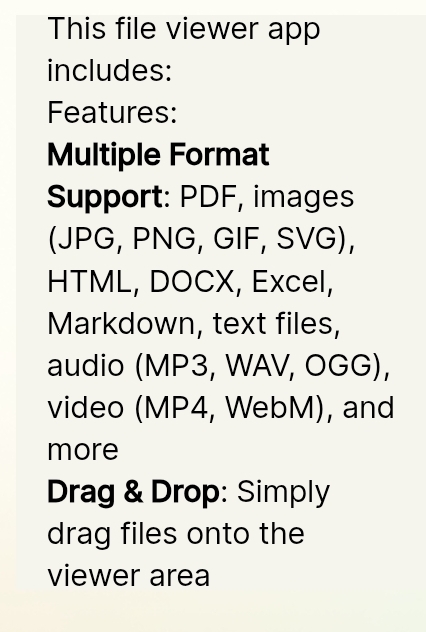 This file viewer app
includes:
Features:
Multiple Format
Support: PDF, images
(JPG, PNG, GIF, SVG),
HTML, DOCX, Excel,
Markdown, text files,
audio (MP3, WAV, OGG),
video (MP4, WebM), and
more
Drag & Drop: Simply
drag files onto the
viewer area